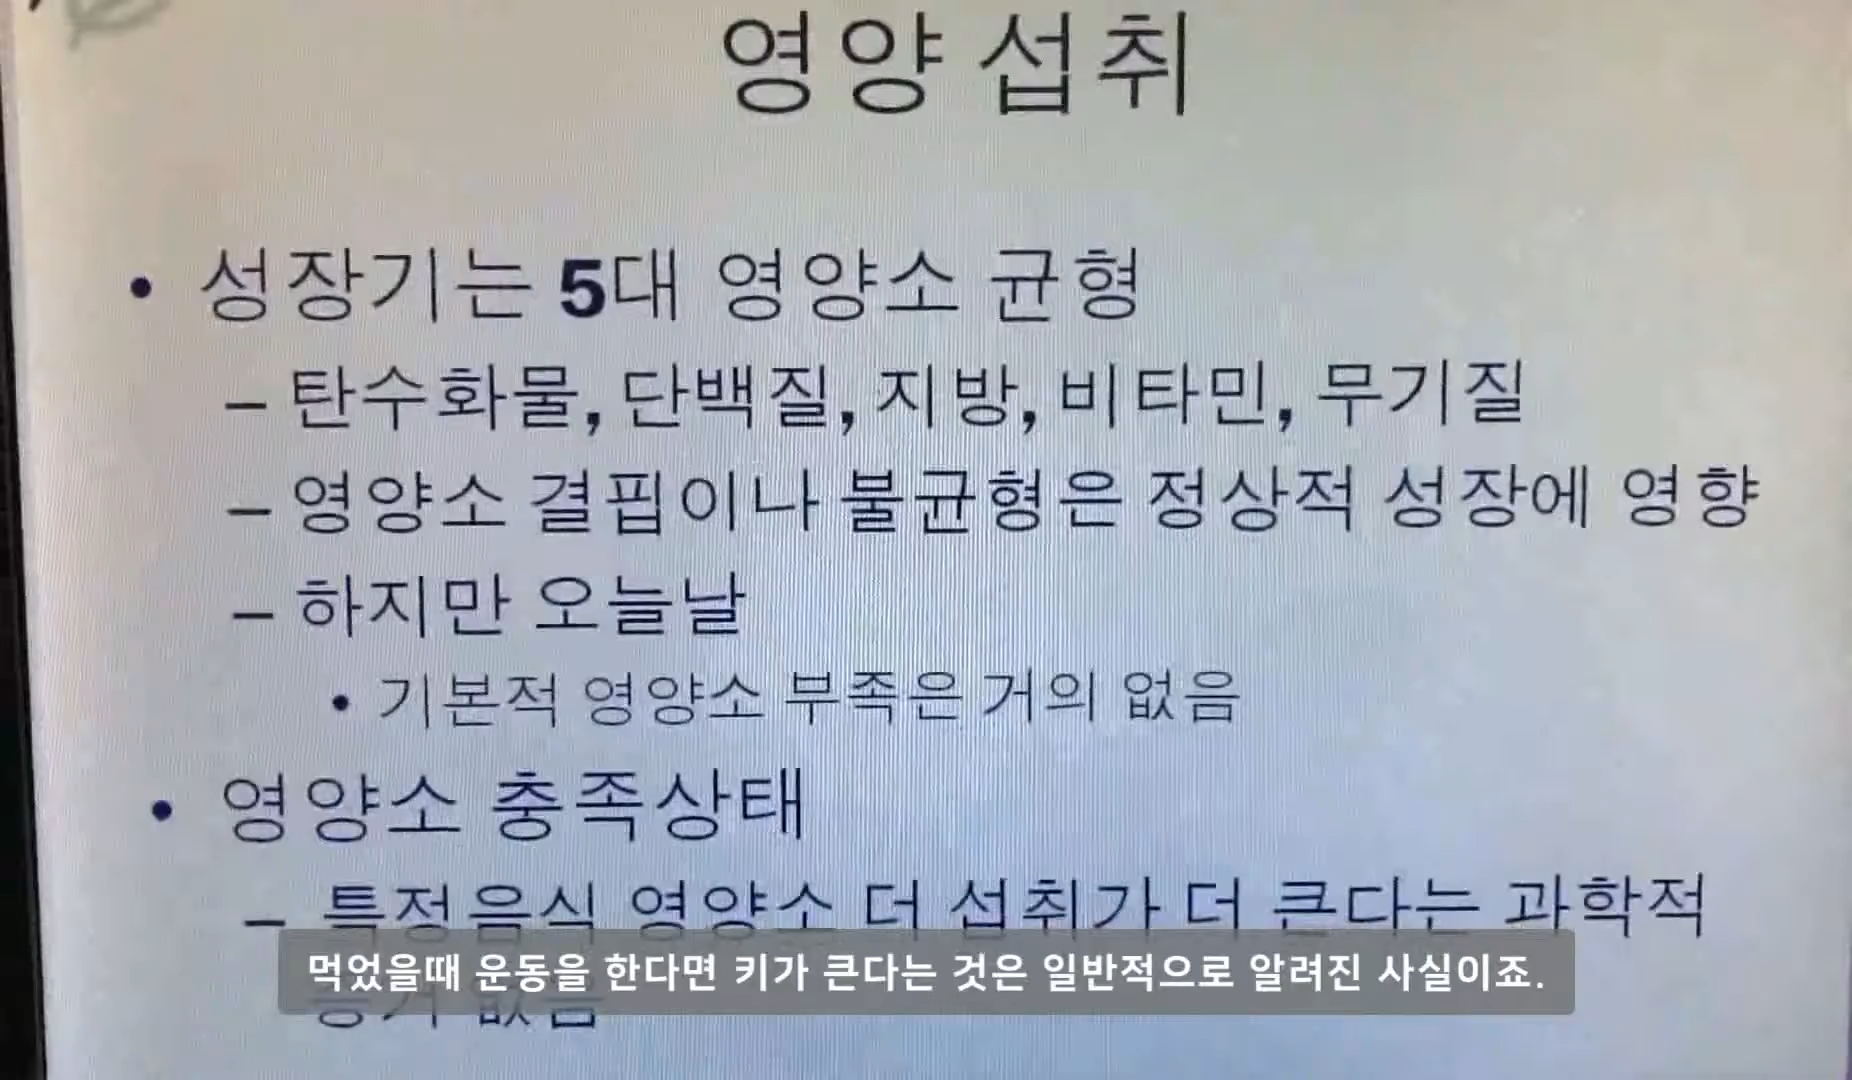 영양 섭취
• 성장기는 5대 영양소 균형
– 탄수화물, 단백질, 지방, 비타민, 무기질
– 영양소 결핍이나 불균형은 정상적 성장에 영향
– 하지만 오늘날
• 기본적 영양소 부족은 거의 없음
• 영양소 충족상태
– 특정음식 영양소 더 섭취가 더 큰다는 과학적
증거 없음
먹었을때 운동을 한다면 키가 큰다는 것은 일반적으로 알려진 사실이죠.